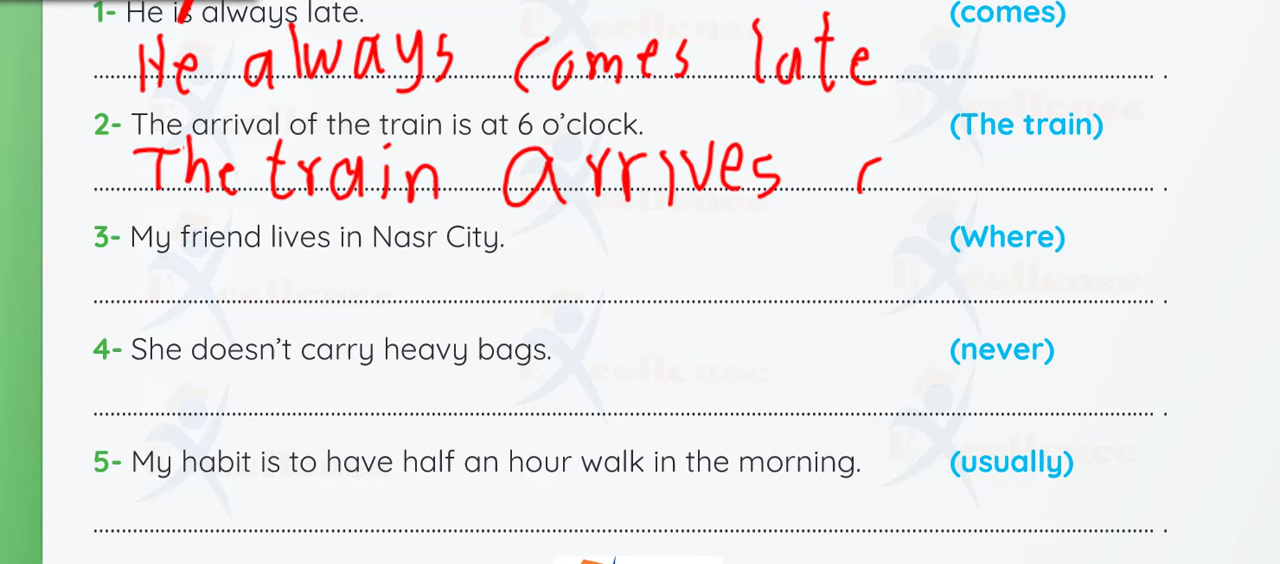 1- He is always late. (comes)
He always comes late
2- The arrival of the train is at 6 o'clock. (The train)
The train arrives
3- My friend lives in Nasr City. (Where)
4- She doesn't carry heavy bags. (never)
5- My habit is to have half an hour walk in the morning. (usually)